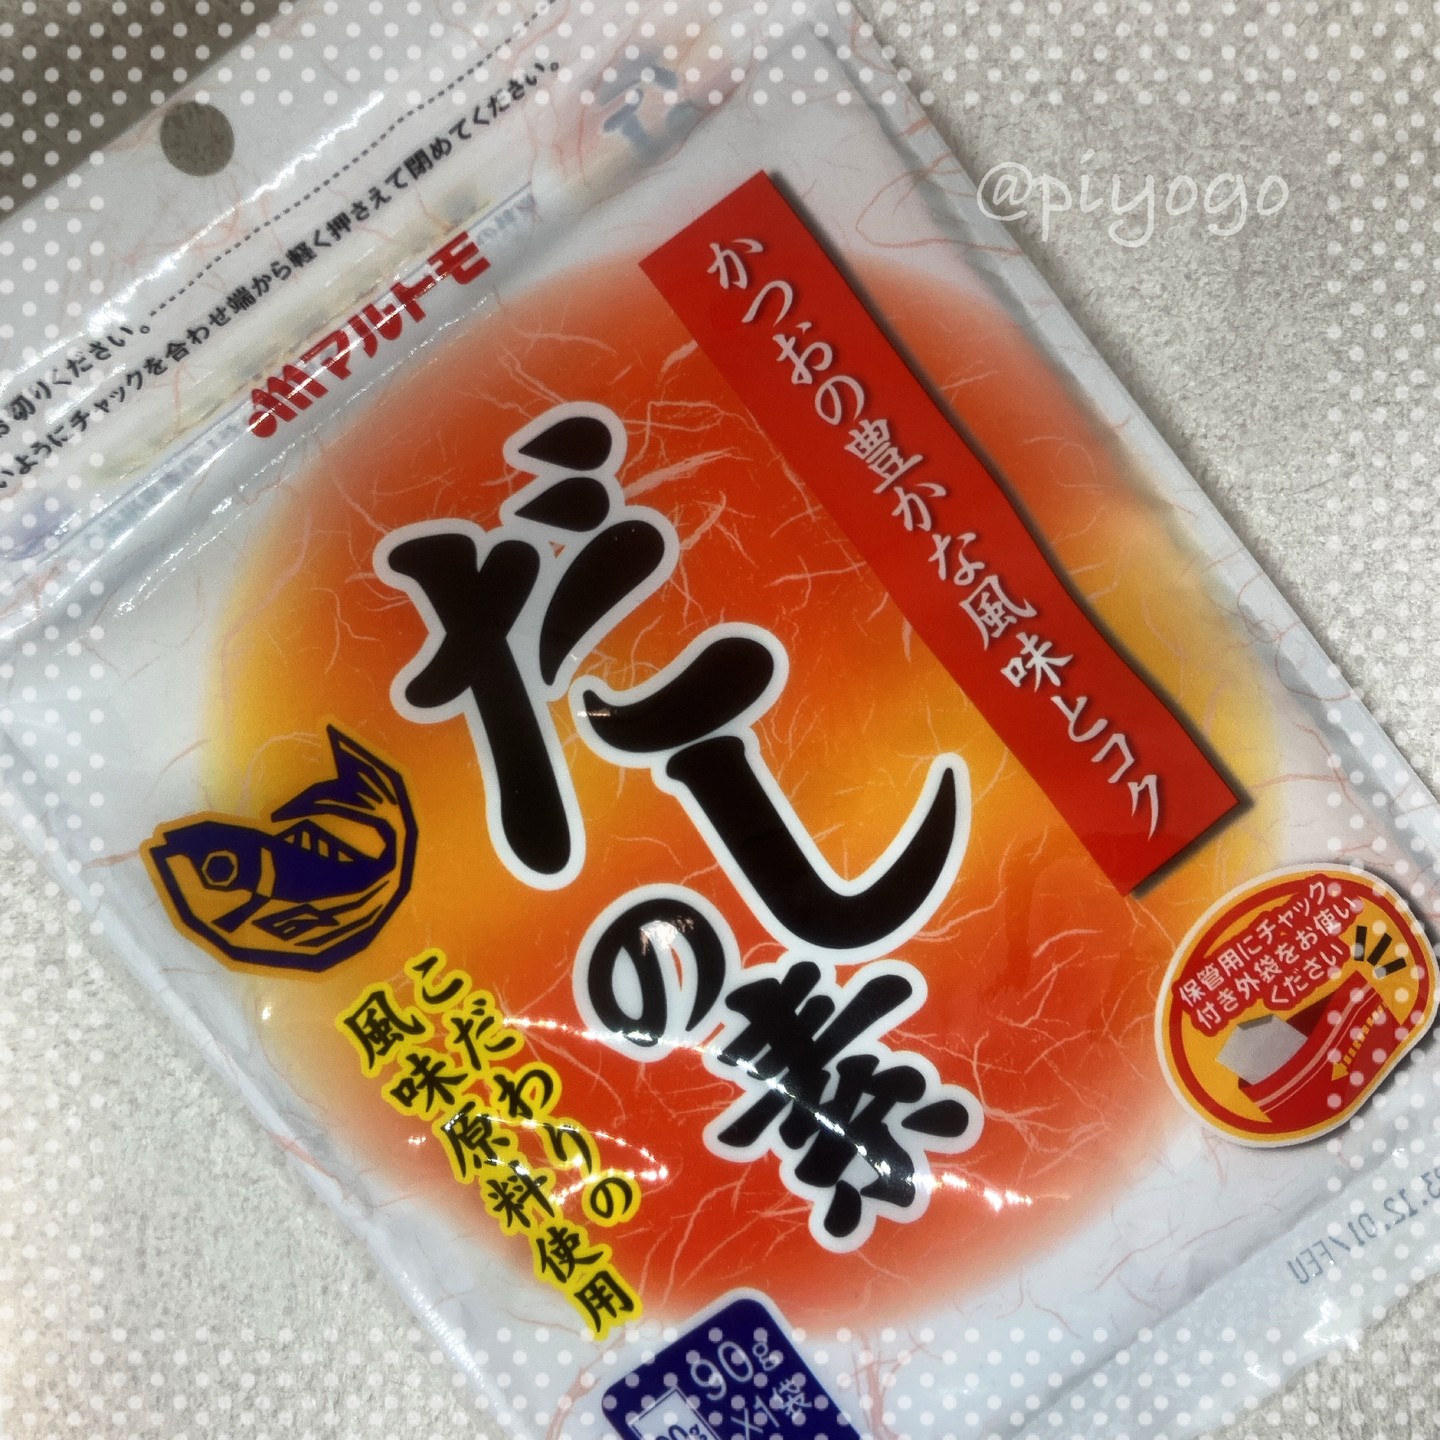 切りください。
いようにチャックを合わせ端から軽く押さえて閉めてください。
マルトモ
@piyogo
かつおの豊かな風味とコク
だしの素
こだわりの
風味原料使用
保管用にチャック
付き外袋をお使い
ください
90g
×1袋
.12.01/FEU